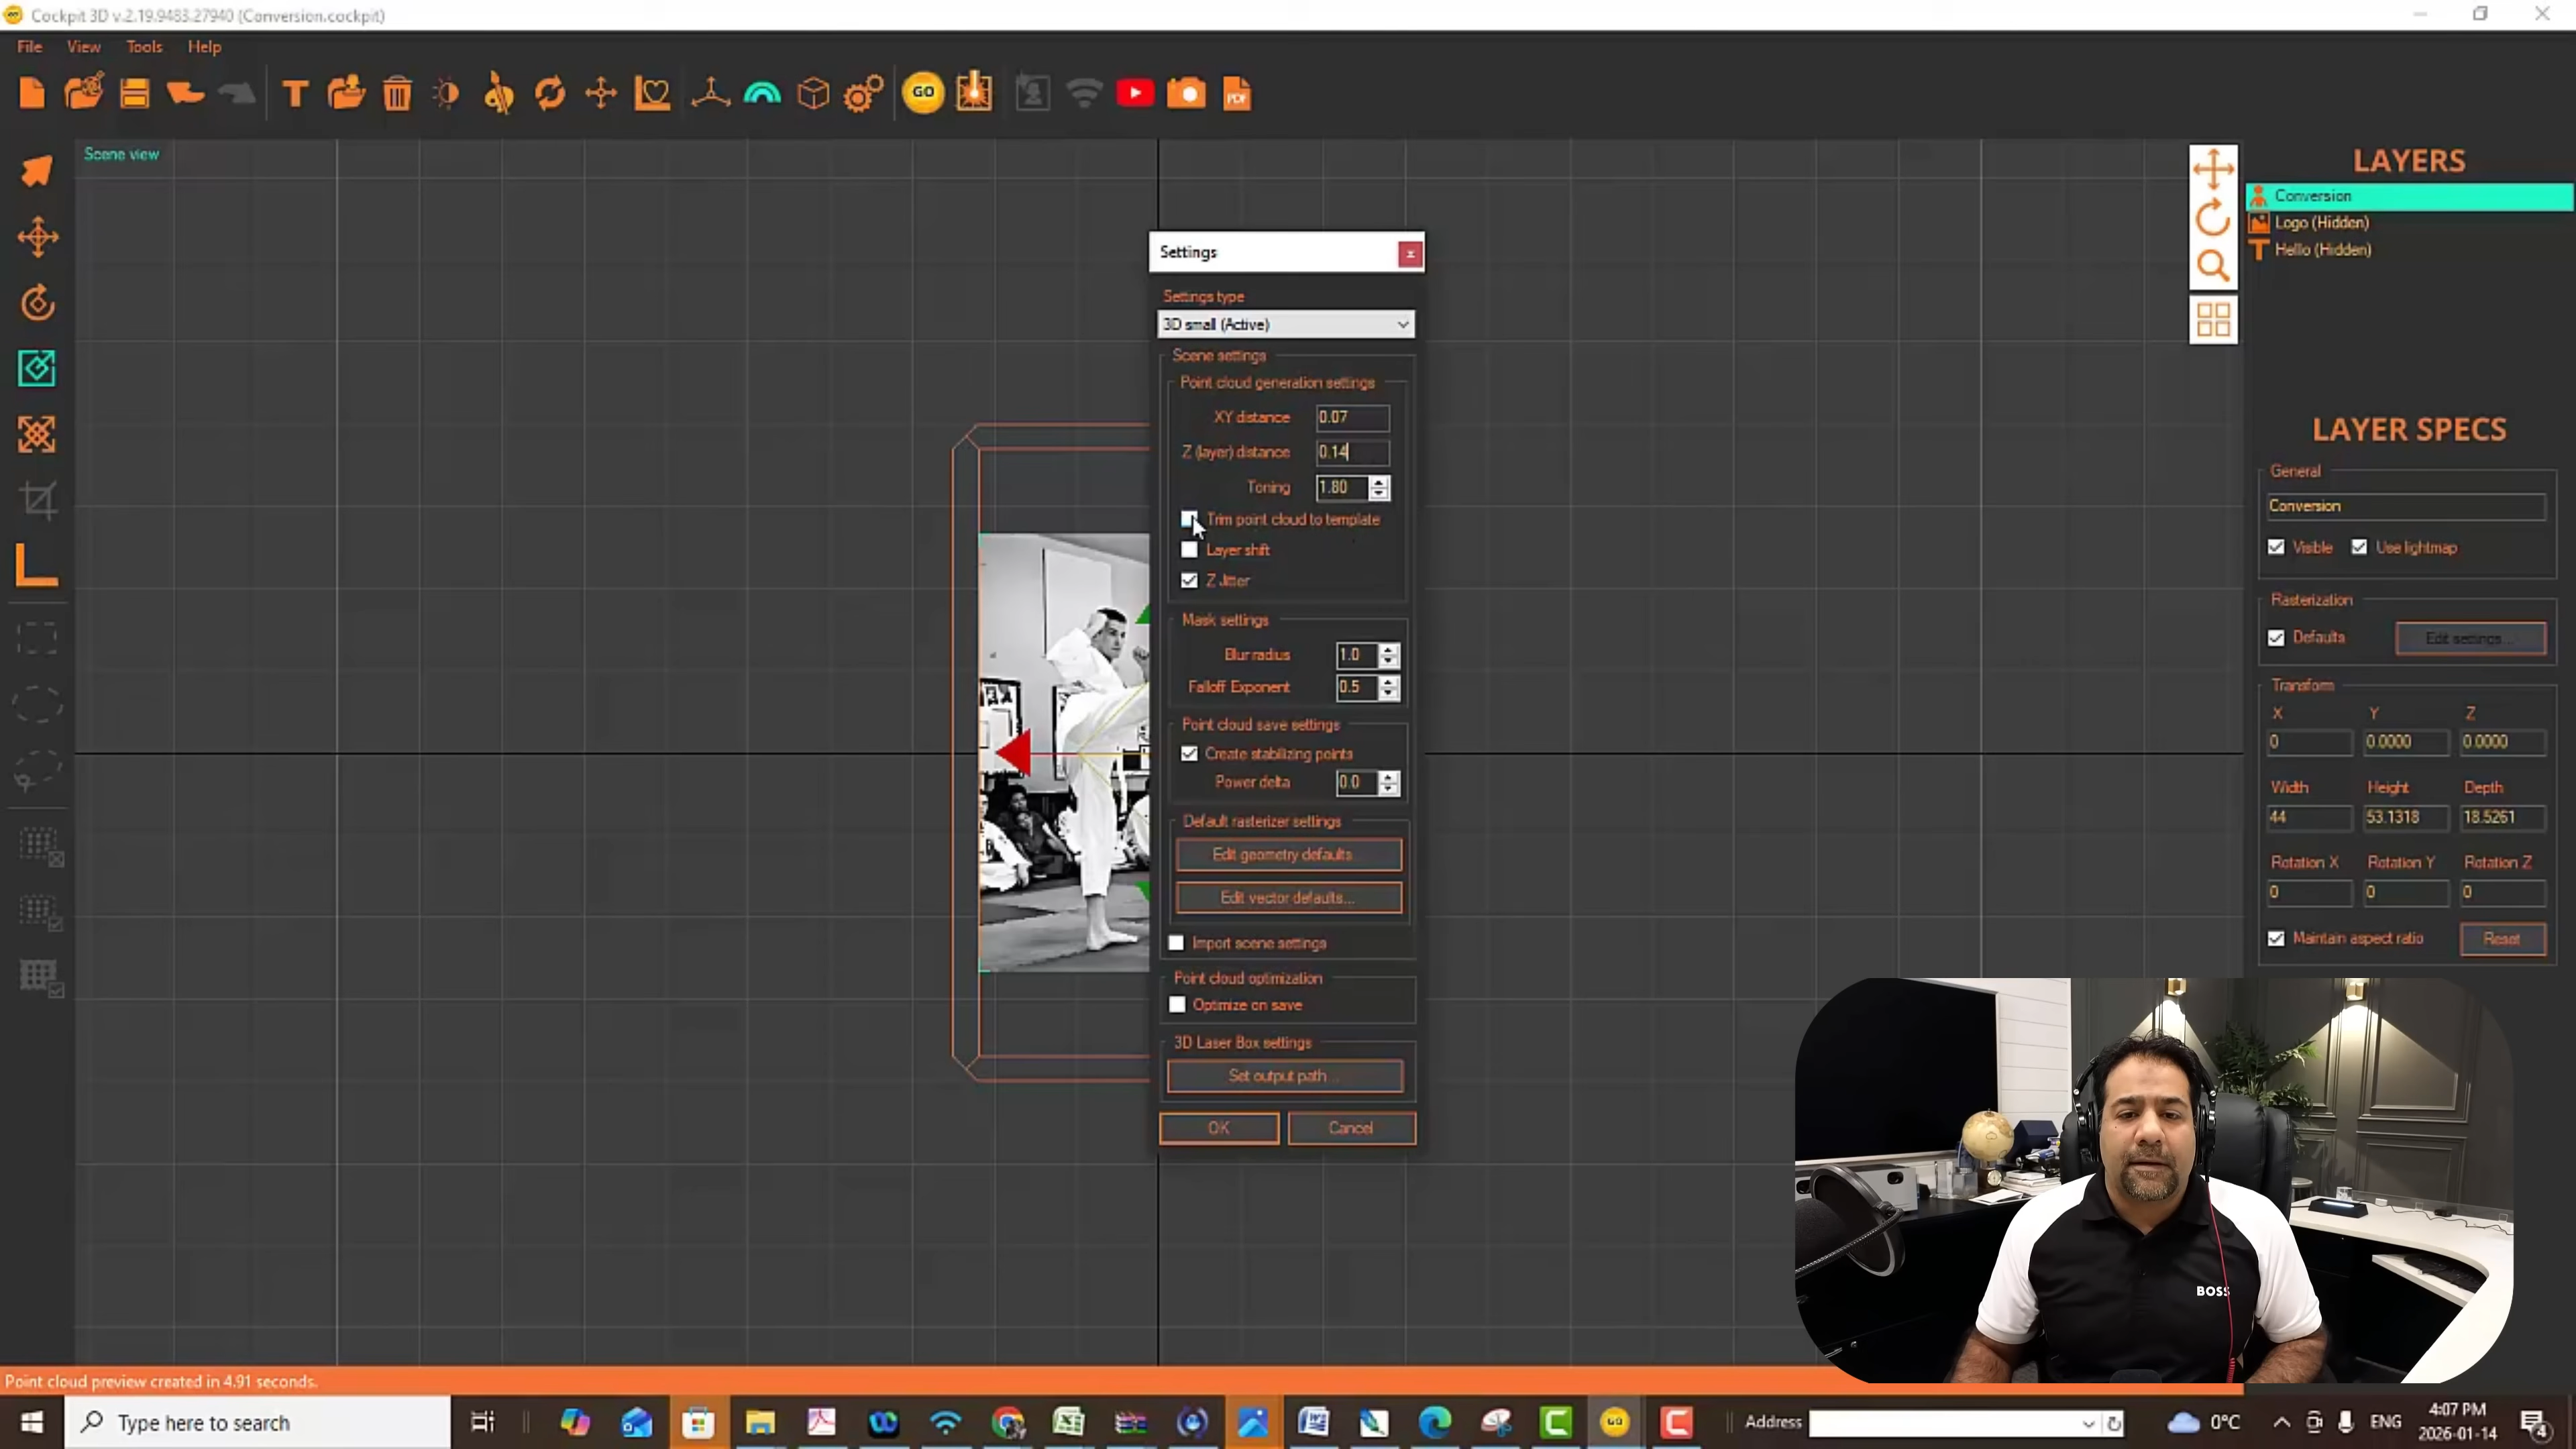 Cockpit 3D v.2.19.9483.27940 (Conversion.cockpit)
File View Tools Help
T GO PDF
Scene view
LAYERS
Conversion
Logo (Hidden)
T Hello (Hidden)
Settings
Settings type
3D small (Active)
Scene settings
Point cloud generation settings
XY distance 0.07
Z (layer) distance 0.14
Toning 1.80
Trim point cloud to template
Layer shift
Z Jitter
Mask settings
Blur radius 1.0
Falloff Exponent 0.5
Point cloud save settings
Create stabilizing points
Power delta 0.0
Default rasterizer settings
Edit geometry defaults...
Edit vector defaults...
Import scene settings
Point cloud optimization
Optimize on save
3D Laser Box settings
Set output path ...
OK Cancel
LAYER SPECS
General
Conversion
Visible Use lightmap
Rasterization
Defaults Edit settings...
Transform
X Y Z
0 0.0000 0.0000
Width Height Depth
44 53.1318 18.5261
Rotation X Rotation Y Rotation Z
0 0 0
Maintain aspect ratio Reset
BOSS
Point cloud preview created in 4.91 seconds.
Type here to search
Address
0°C
ENG
4:07 PM
2026-01-14
4